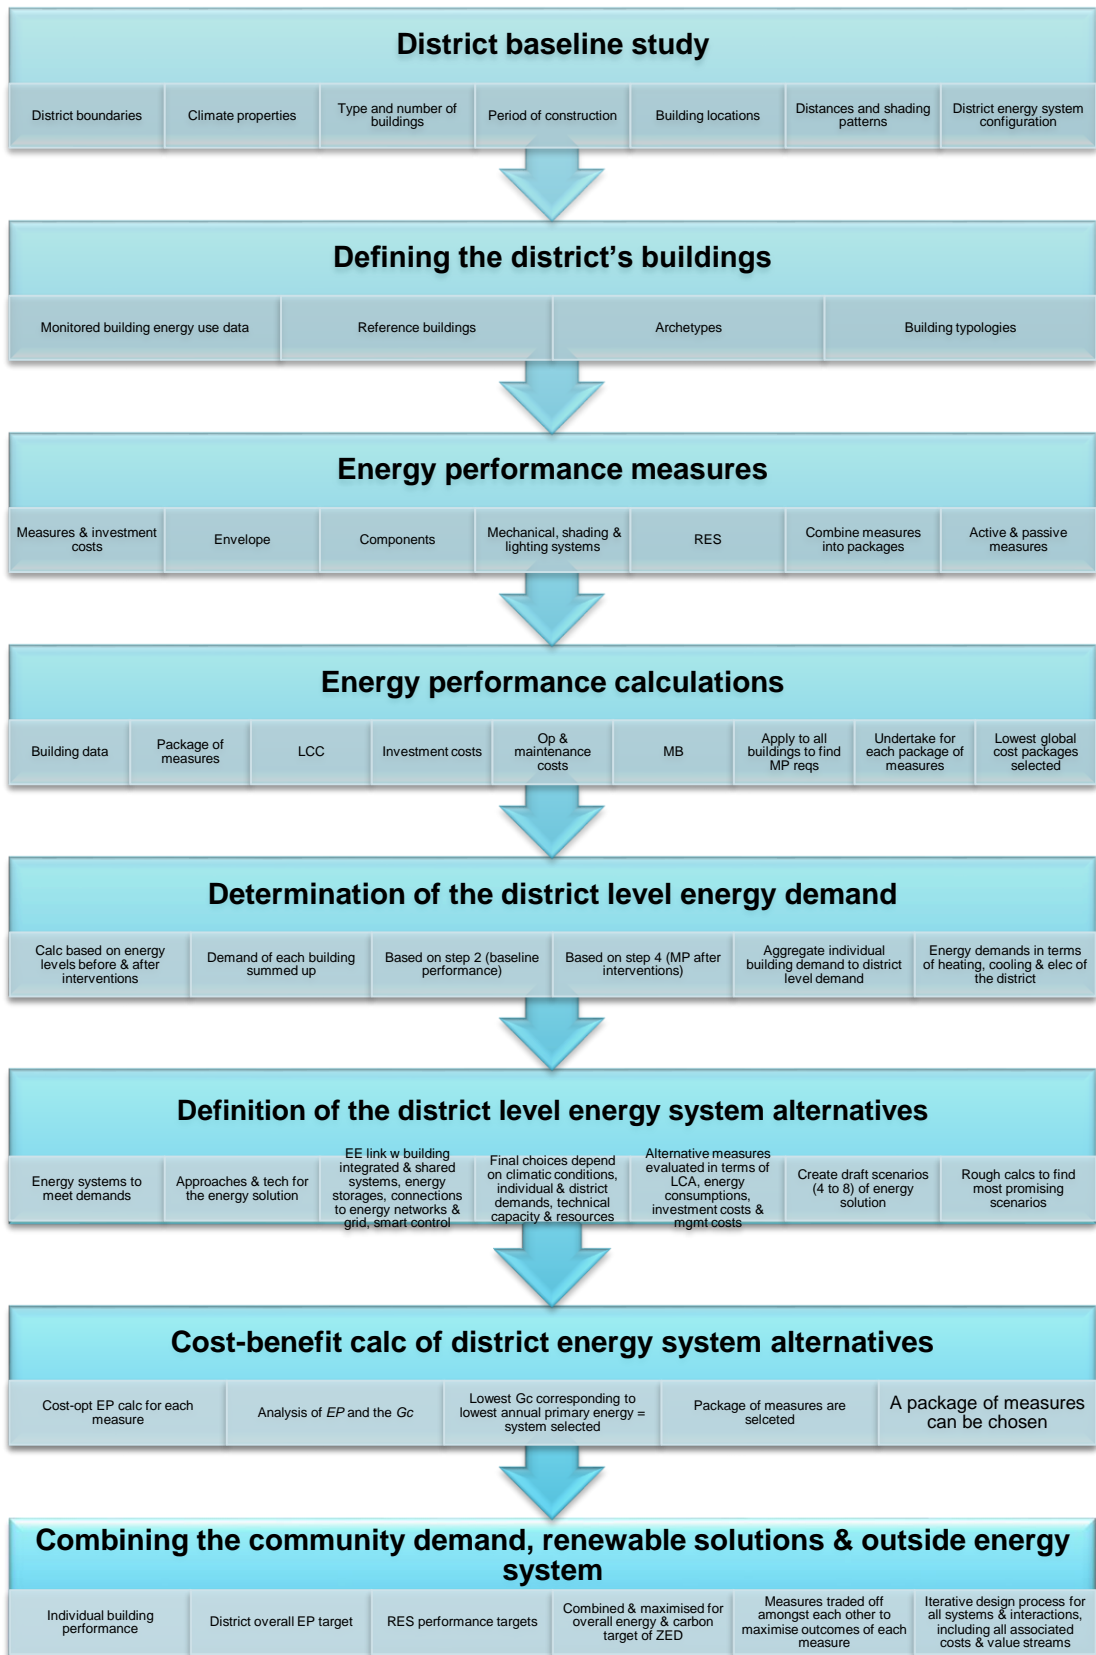 District baseline study
District boundaries
Climate properties
Type and number of
buildings
Period of construction
Building locations
Distances and shading
patterns
District energy system
configuration
Defining the district's buildings
Monitored building energy use data
Reference buildings
Archetypes
Building typologies
Energy performance measures
Measures & investment
costs
Envelope
Components
Mechanical, shading &
lighting systems
RES
Combine measures
into packages
Active & passive
measures
Energy performance calculations
Building data
Package of
measures
LCC
Investment costs
Op &
maintenance
costs
MB
Apply to all
buildings to find
MP reqs
Undertake for
each package of
measures
Lowest global
cost packages
selected
Determination of the district level energy demand
Calc based on energy
levels before & after
interventions
Demand of each building
summed up
Based on step 2 (baseline
performance)
Based on step 4 (MP after
interventions)
Aggregate individual
building demand to district
level demand
Energy demands in terms
of heating, cooling & elec of
the district
Definition of the district level energy system alternatives
Energy systems to
meet demands
Approaches & tech for
the energy solution
EE link w building
integrated & shared
systems, energy
storages, connections
to energy networks &
grid, smart control
Final choices depend
on climatic conditions,
individual & district
demands, technical
capacity & resources
Alternative measures
evaluated in terms of
LCA, energy
consumptions,
investment costs &
mgmt costs
Create draft scenarios
(4 to 8) of energy
solution
Rough calcs to find
most promising
scenarios
Cost-benefit calc of district energy system alternatives
Cost-opt EP calc for each
measure
Analysis of EP and the Gc
Lowest Gc corresponding to
lowest annual primary energy =
system selected
Package of measures are
selceted
A package of measures
can be chosen
Combining the community demand, renewable solutions & outside energy
system
Individual building
performance
District overall EP target
RES performance targets
Combined & maximised for
overall energy & carbon
target of ZED
Measures traded off
amongst each other to
maximise outcomes of each
measure
Iterative design process for
all systems & interactions,
including all associated
costs & value streams